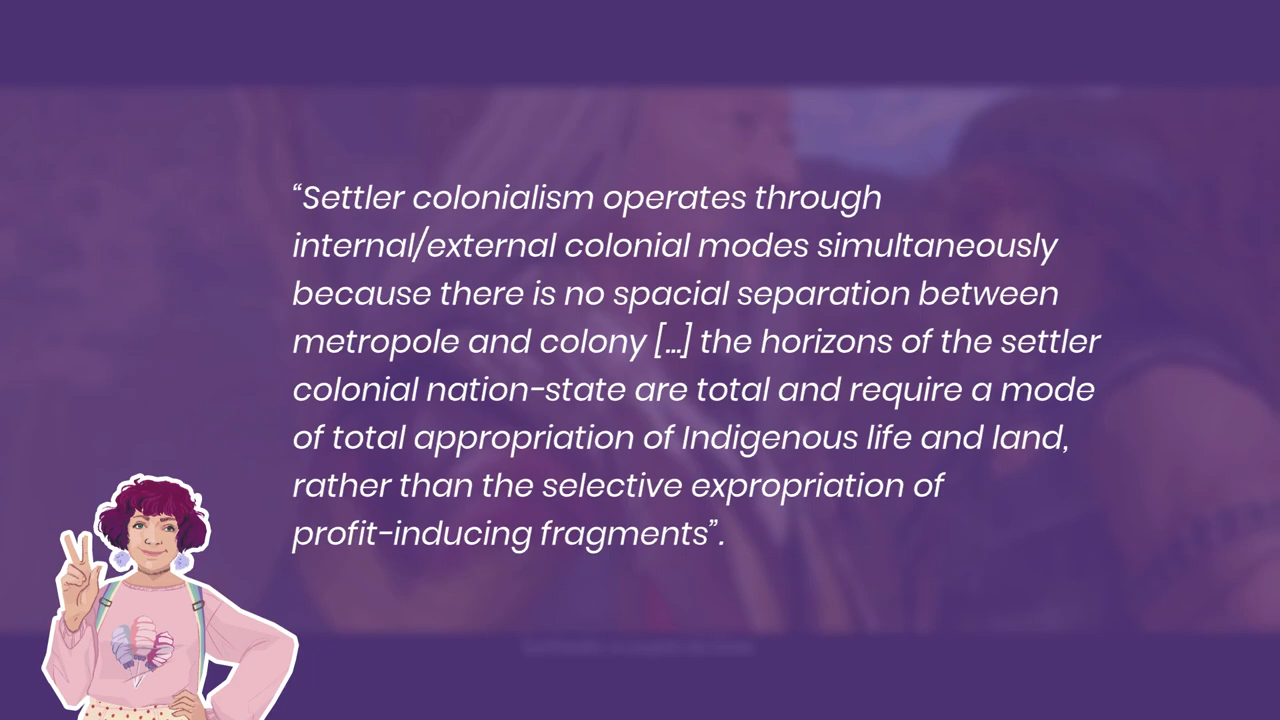 “Settler colonialism operates through
internal/external colonial modes simultaneously
because there is no spacial separation between
metropole and colony [...] the horizons of the settler
colonial nation-state are total and require a mode
of total appropriation of Indigenous life and land,
rather than the selective expropriation of
profit-inducing fragments”.